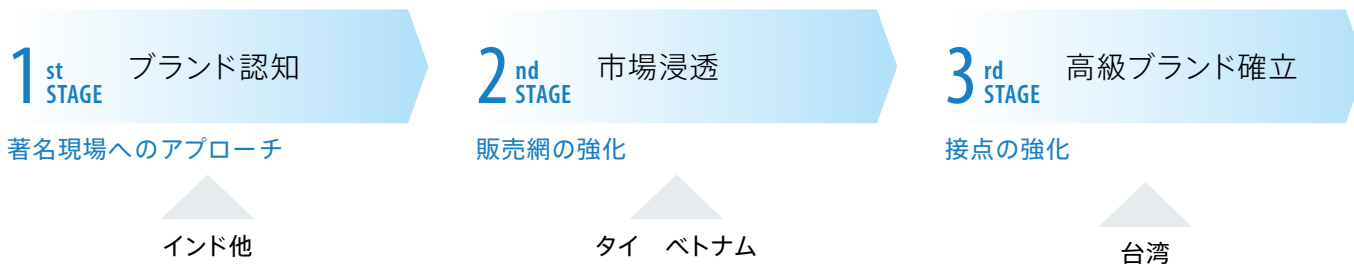 1st STAGE ブランド認知
著名現場へのアプローチ
インド他
2nd STAGE 市場浸透
販売網の強化
タイ　ベトナム
3rd STAGE 高級ブランド確立
接点の強化
台湾